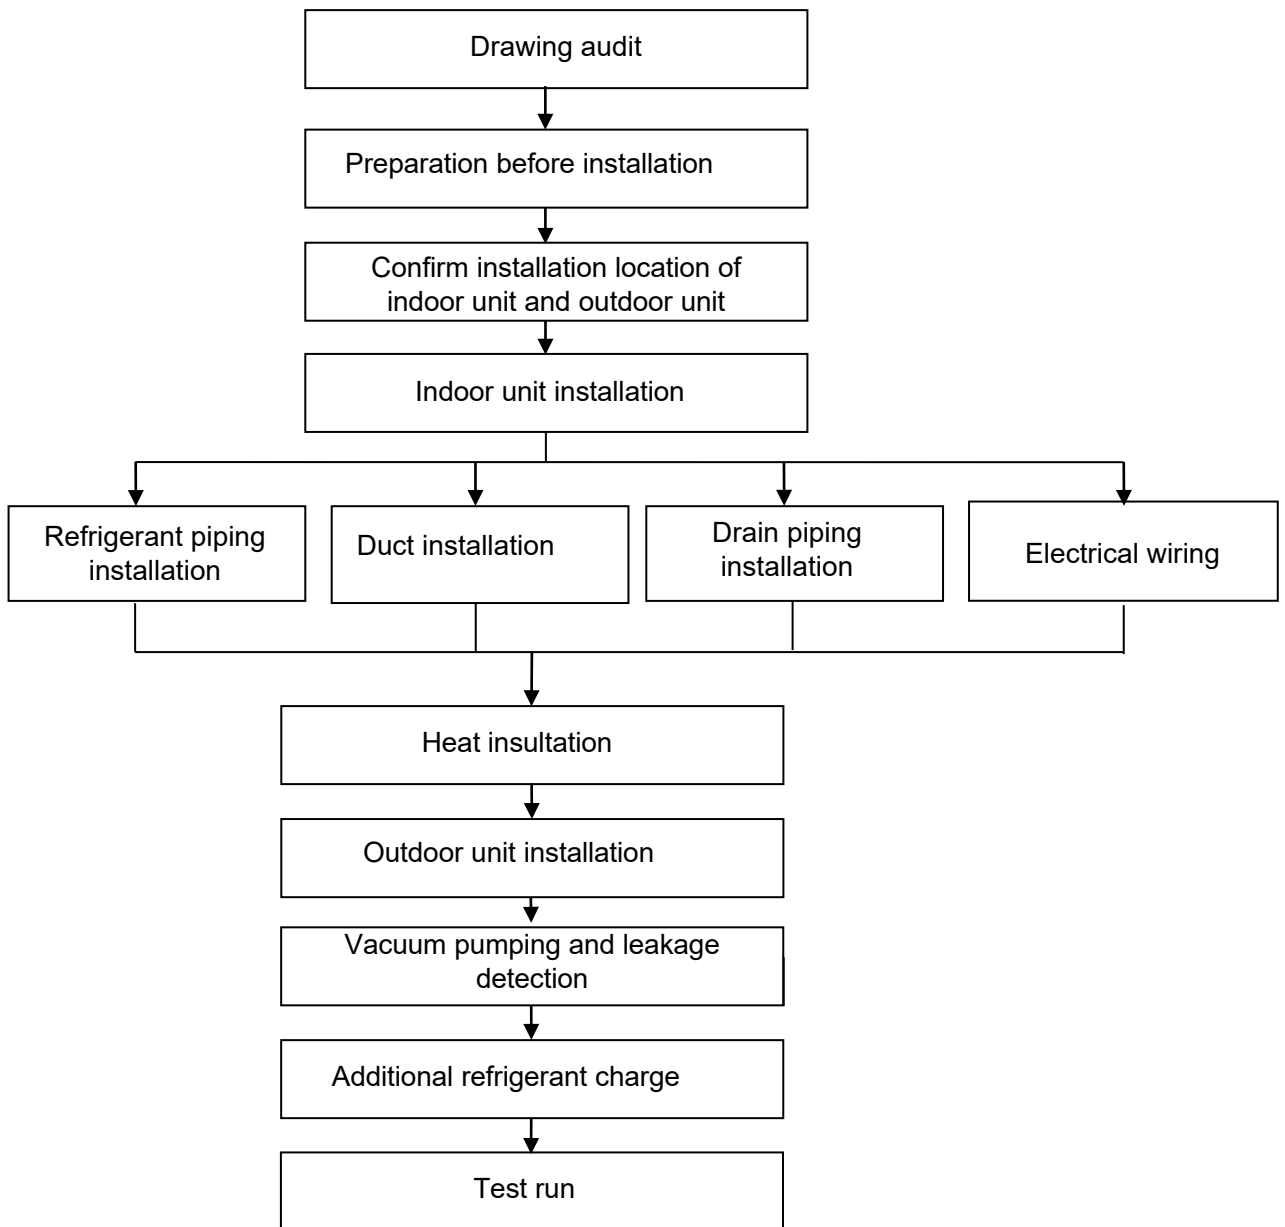 Drawing audit
Preparation before installation
Confirm installation location of
indoor unit and outdoor unit
Indoor unit installation
Refrigerant piping
installation
Duct installation
Drain piping
installation
Electrical wiring
Heat insultation
Outdoor unit installation
Vacuum pumping and leakage
detection
Additional refrigerant charge
Test run